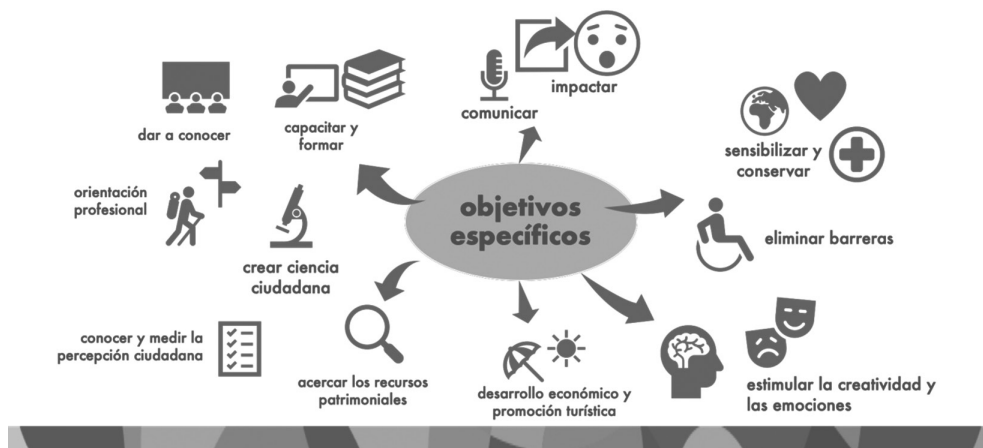 impactar
comunicar
dar a conocer
capacitar y
formar
sensibilizar y
conservar
orientación
profesional
objetivos
específicos
eliminar barreras
crear ciencia
ciudadana
conocer y medir la
percepción ciudadana
acercar los recursos
patrimoniales
desarrollo económico y
promoción turística
estimular la creatividad y
las emociones